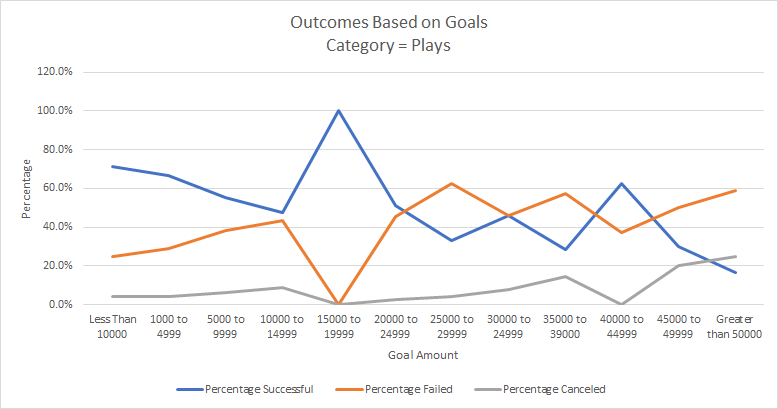 Outcomes Based on Goals
Category = Plays
120.0%
100.0%
80.0%
60.0%
40.0%
20.0%
0.0%
Percentage
Less Than 10000
1000 to 4999
5000 to 9999
10000 to 14999
15000 to 19999
20000 to 24999
25000 to 29999
30000 to 24999
35000 to 39000
40000 to 44999
45000 to 49999
Greater than 50000
Goal Amount
Percentage Successful
Percentage Failed
Percentage Canceled